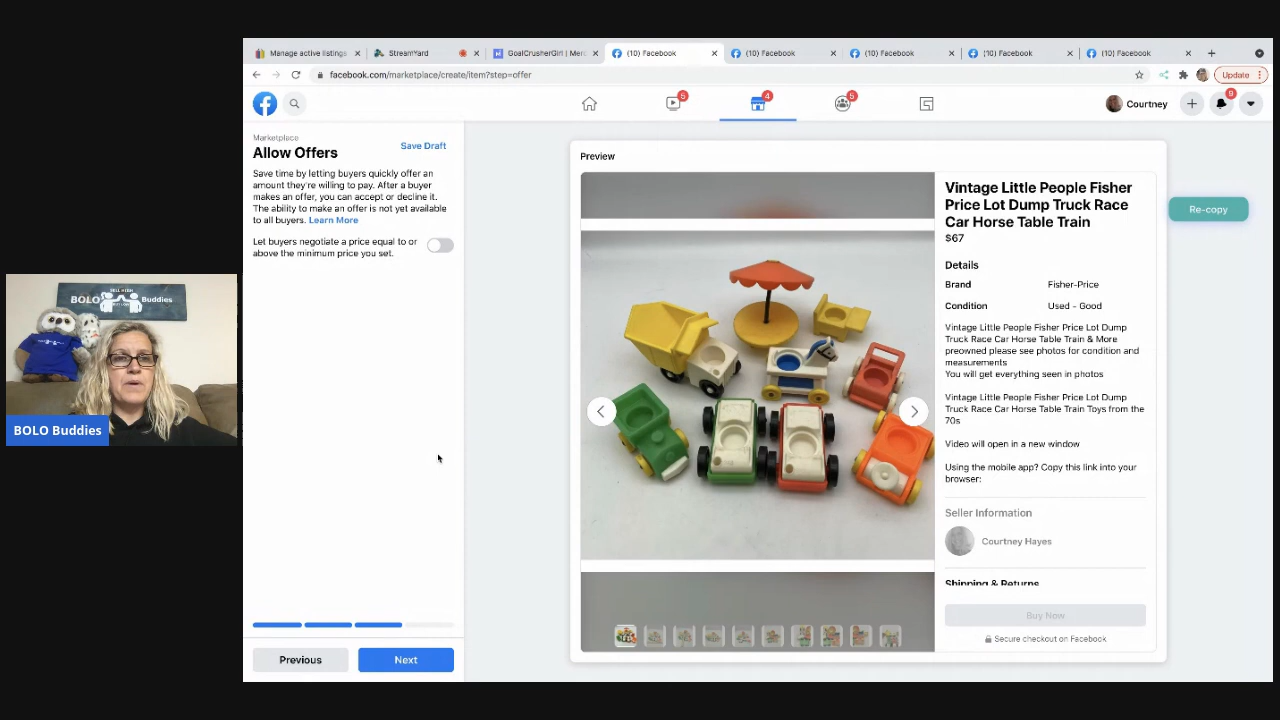 Manage active listings
StreamYard
GoalCrusherGirl | Merc
(10) Facebook
(10) Facebook
(10) Facebook
(10) Facebook
(10) Facebook
facebook.com/marketplace/create/item?step=offer
Update
5
4
5
Courtney
9
Marketplace
Allow Offers
Save Draft
Save time by letting buyers quickly offer an
amount they're willing to pay. After a buyer
makes an offer, you can accept or decline it.
The ability to make an offer is not yet available
to all buyers. Learn More
Let buyers negotiate a price equal to or
above the minimum price you set.
Previous
Next
Preview
Vintage Little People Fisher
Price Lot Dump Truck Race
Car Horse Table Train
$67
Details
Brand Fisher-Price
Condition Used - Good
Vintage Little People Fisher Price Lot Dump
Truck Race Car Horse Table Train & More
preowned please see photos for condition and
measurements
You will get everything seen in photos
Vintage Little People Fisher Price Lot Dump
Truck Race Car Horse Table Train Toys from the
70s
Video will open in a new window
Using the mobile app? Copy this link into your
browser:
Seller Information
Courtney Hayes
Shipping & Returns
Buy Now
Secure checkout on Facebook
Re-copy
BOLO Buddies
BOLO Buddies